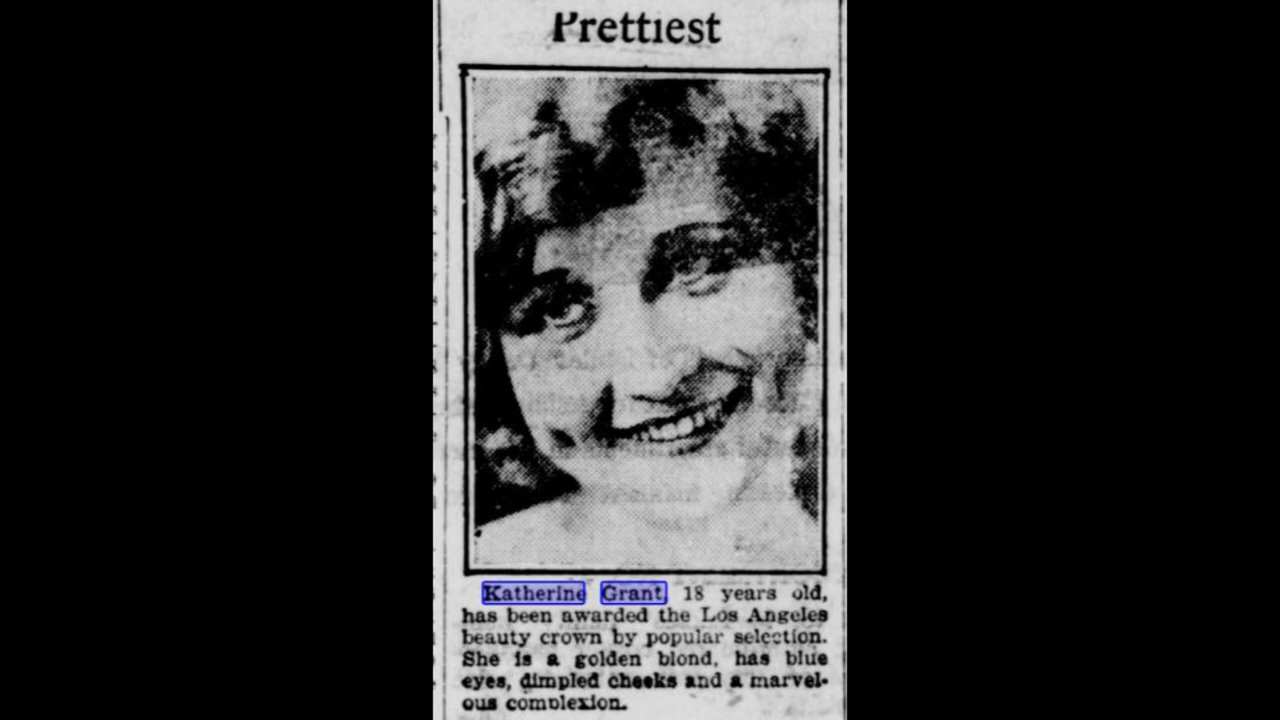 Prettiest
Katherine Grant, 18 years old,
has been awarded the Los Angeles
beauty crown by popular selection.
She is a golden blond, has blue
eyes, dimpled cheeks and a marvel-
ous complexion.